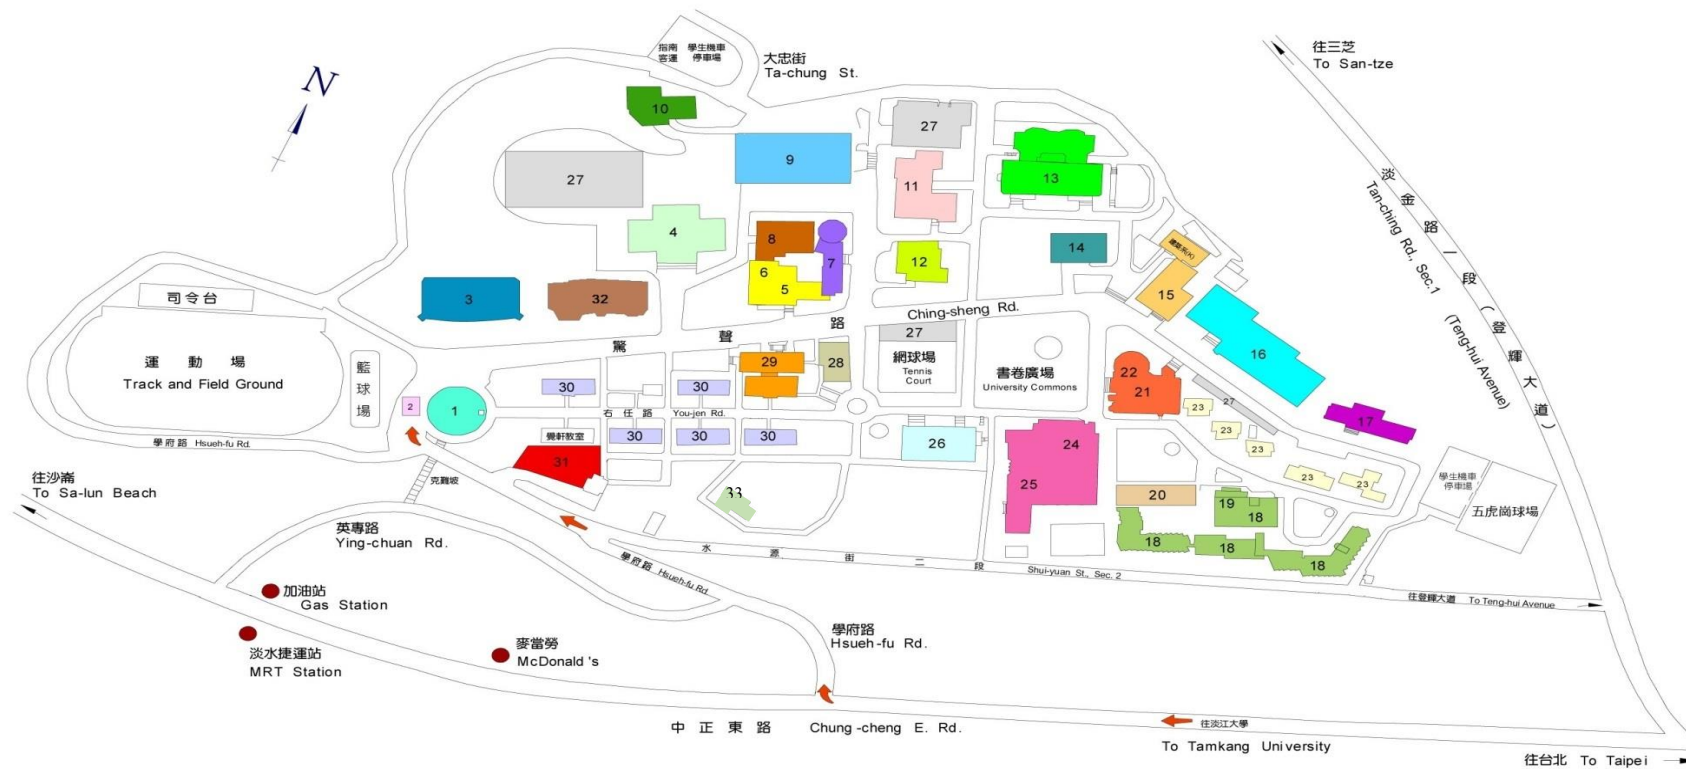 指南
客運
學生機車
停車場
大忠街
Ta-chung St.
往三芝
To San-tze
N
10
27
9
27
11
13
淡金路一段(登輝大道)
Tan-ching Rd., Sec.1 (Teng-hui Avenue)
4
8
7
6
5
12
14
建築系(K)
15
16
司令台
3
32
Ching-sheng Rd.
驚聲路
27
運動場
Track and Field Ground
籃球場
29
28
網球場
Tennis
Court
書卷廣場
University Commons
22
21
30
30
2
1
右任路 You-jen Rd.
23
27
17
學府路 Hsueh-fu Rd.
覺軒教室
30
30
30
26
24
23
23
31
克難坡
25
23
23
學生機車
停車場
往沙崙
To Sa-lun Beach
33
20
19
18
五虎崗球場
英專路
Ying-chuan Rd.
水源街二段
Shui-yuan St., Sec. 2
18
18
18
學府路 Hsueh-fu Rd.
加油站
Gas Station
往登輝大道 To Teng-hui Avenue
淡水捷運站
MRT Station
麥當勞
McDonald's
學府路
Hsueh-fu Rd.
中正東路 Chung-cheng E. Rd.
往淡江大學
To Tamkang University
往台北 To Taipei